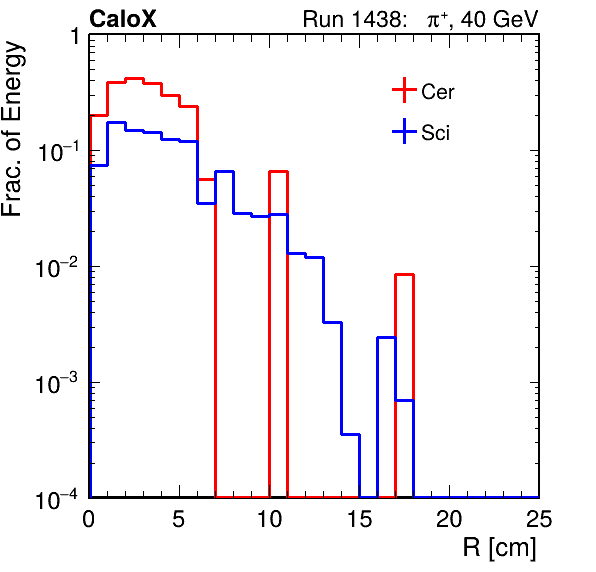 CaloX Run 1438: π⁺, 40 GeV
Frac. of Energy
1
10⁻¹
10⁻²
10⁻³
10⁻⁴
Cer
Sci
0 5 10 15 20 25
R [cm]